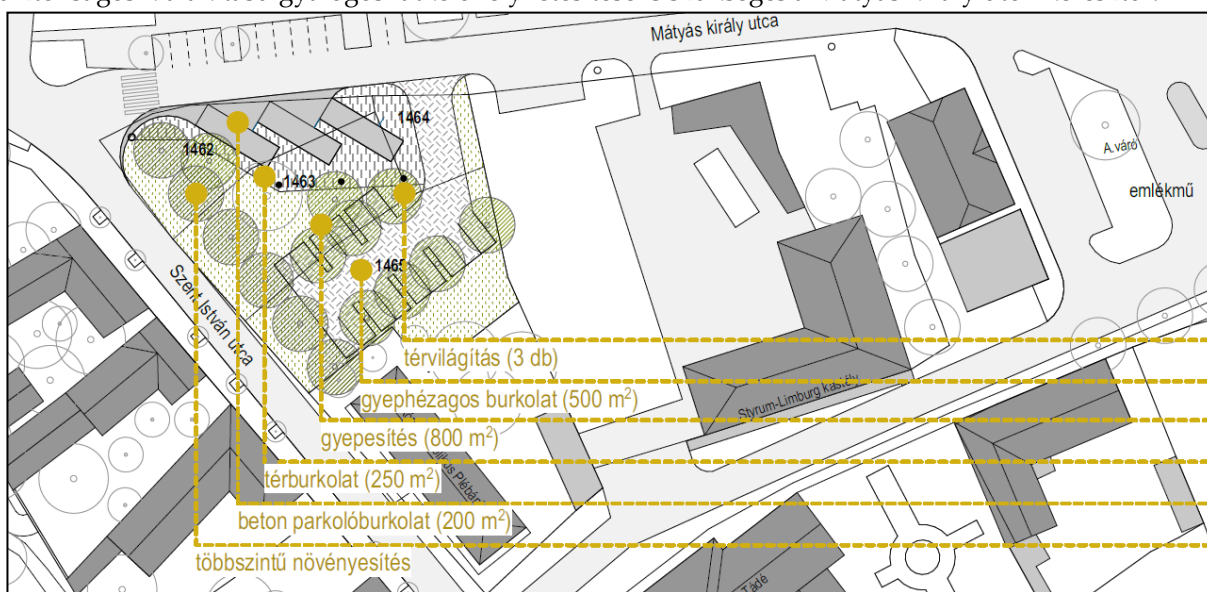 Mátyás király utca
1464
1462
1463
A. váró
emlékmű
1465
Szent István utca
térvilágítás (3 db)
gyephézagos burkolat (500 m²)
Styrum-Limburg kastély
gyepesítés (800 m²)
térburkolat (250 m²)
beton parkolóburkolat (200 m²)
többszintű növényesítés
Tádé